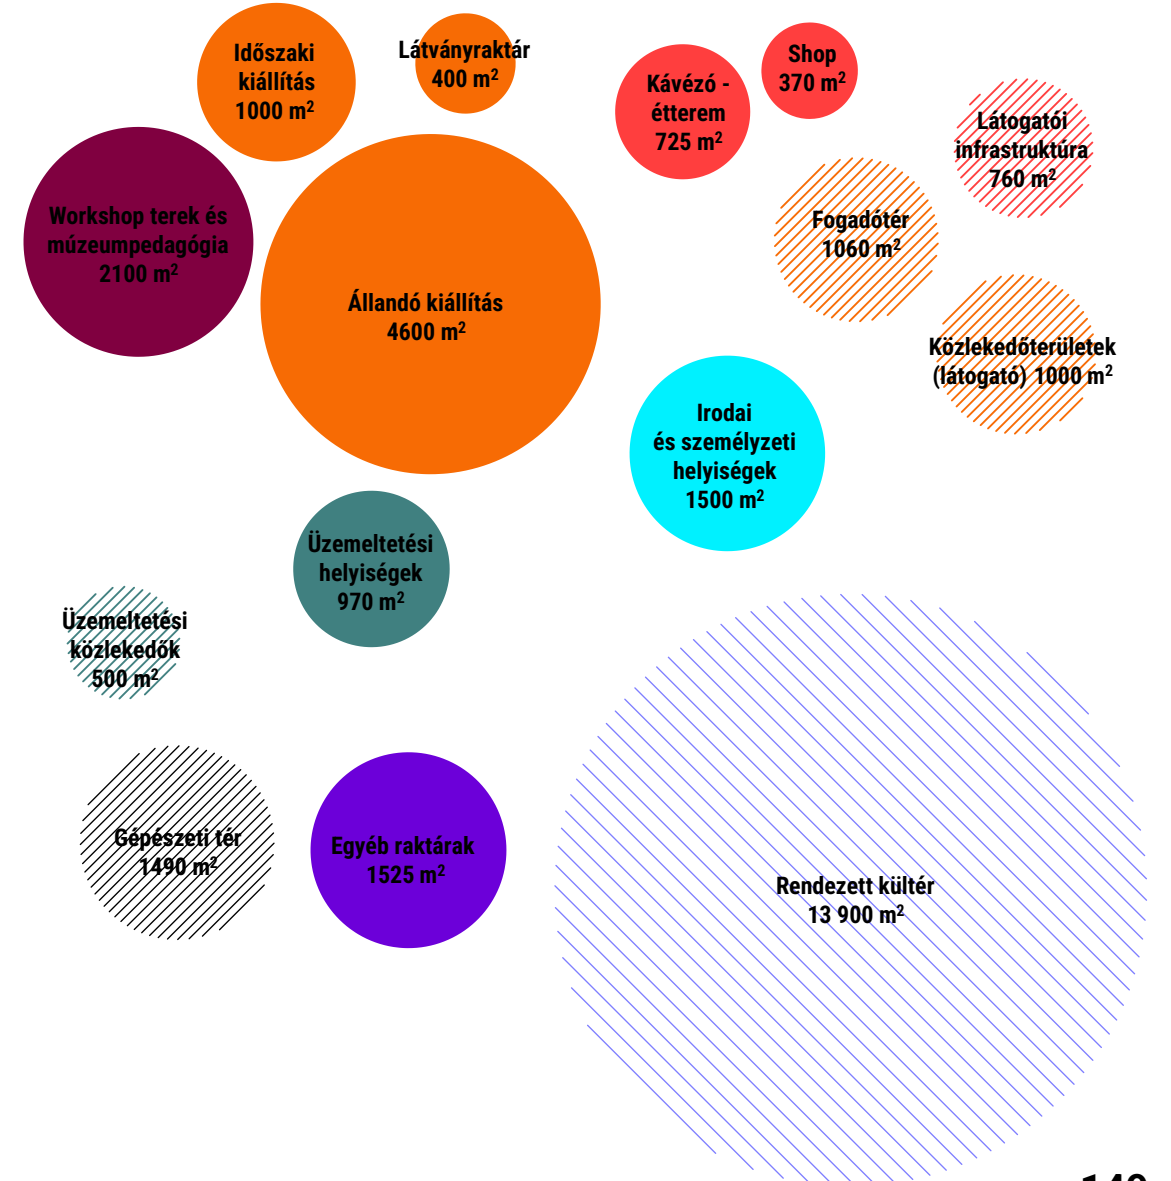 Időszaki
kiállítás
1000 m²
Látványraktár
400 m²
Kávézó -
étterem
725 m²
Shop
370 m²
Látogatói
infrastruktúra
760 m²
Workshop terek és
múzeumpedagógia
2100 m²
Fogadótér
1060 m²
Állandó kiállítás
4600 m²
Közlekedőterületek
(látogató) 1000 m²
Irodai
és személyzeti
helyiségek
1500 m²
Üzemeltetési
helyiségek
970 m²
Üzemeltetési
közlekedők
500 m²
Gépészeti tér
1490 m²
Egyéb raktárak
1525 m²
Rendezett kültér
13 900 m²